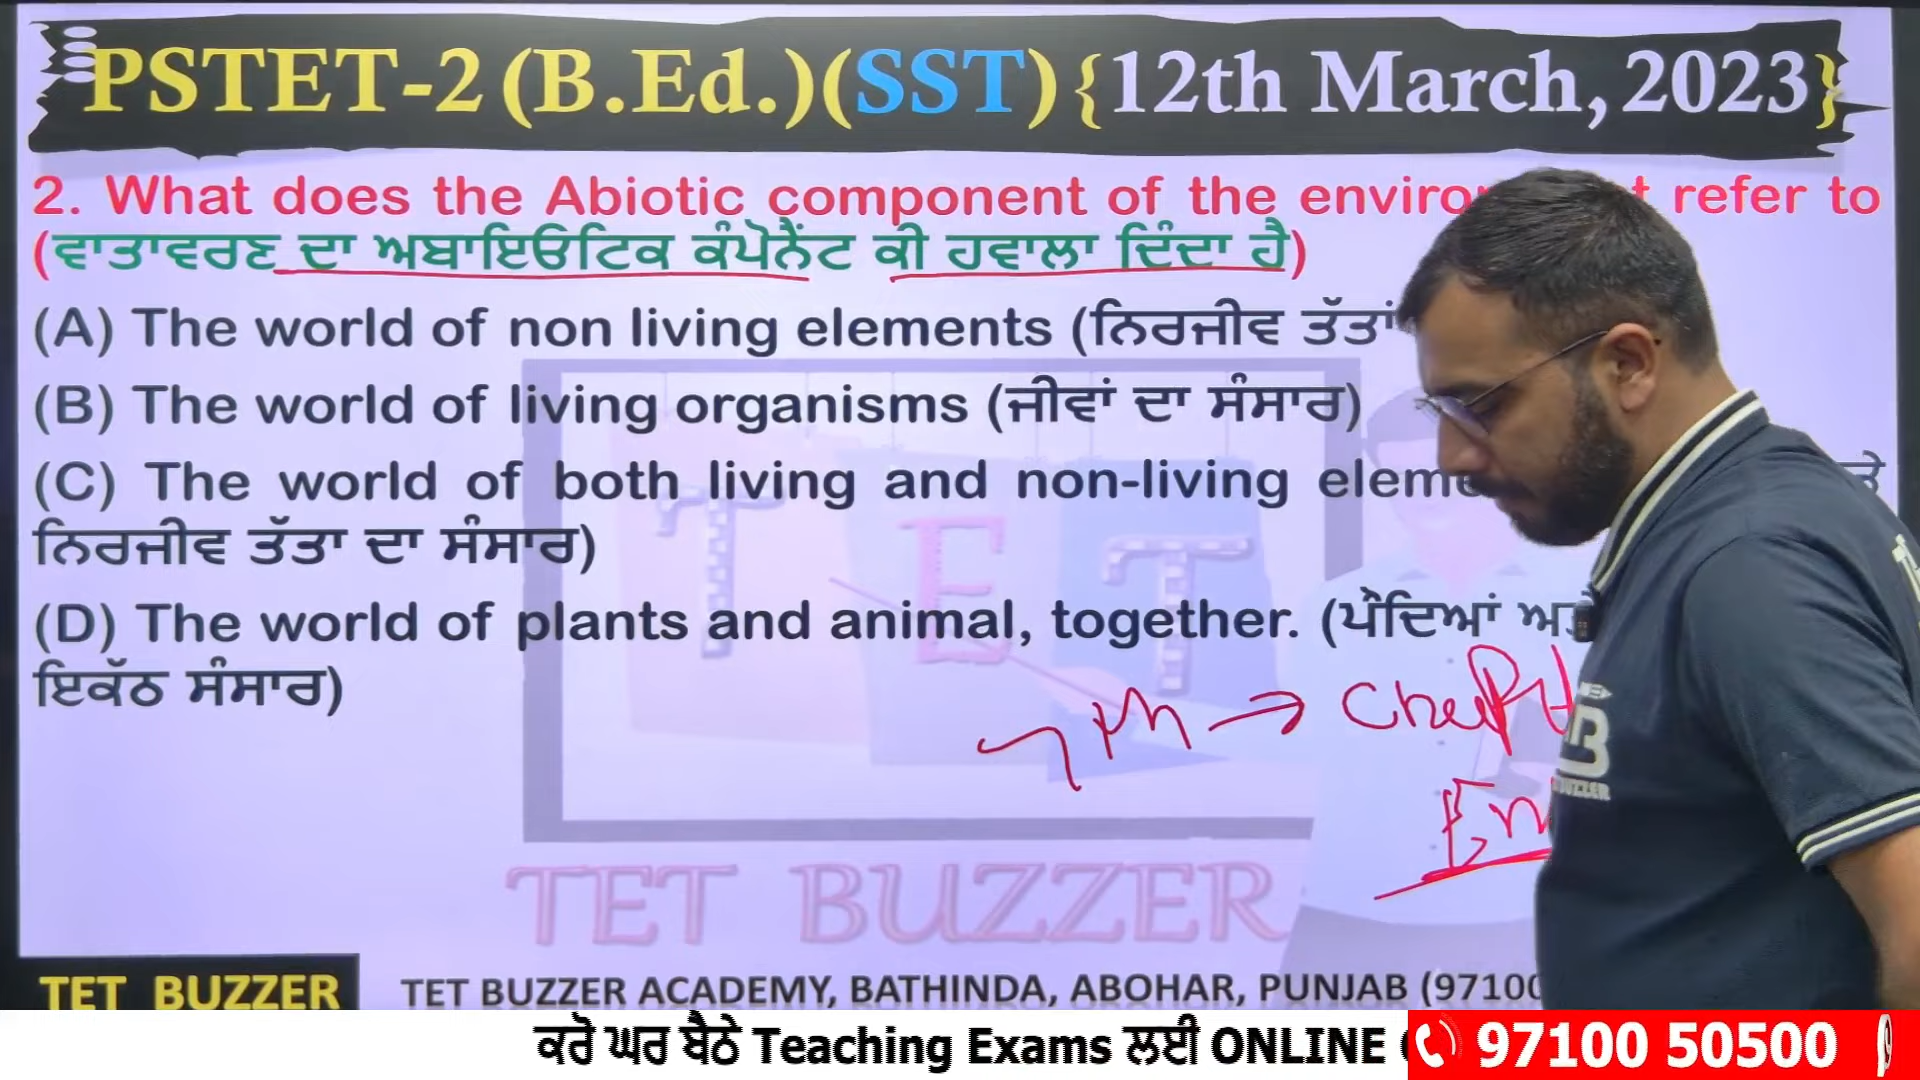 PSTET-2 (B.Ed.)(SST) {12th March, 2023}
2. What does the Abiotic component of the refer to
(ਵਾਤਾਵਰਣ ਦਾ ਅਬਾਇਓਟਿਕ ਕੰਪੋਨੈਂਟ ਕੀ ਹਵਾਲਾ ਦਿੰਦਾ ਹੈ)
(A) The world of non living elements (ਨਿਰਜੀਵ ਤੱਤਾਂ
(B) The world of living organisms (ਜੀਵਾਂ ਦਾ ਸੰਸਾਰ)
(C) The world of both living and non-living
ਨਿਰਜੀਵ ਤੱਤਾ ਦਾ ਸੰਸਾਰ)
(D) The world of plants and animal, together. (ਪੌਦਿਆਂ
ਇਕੱਠ ਸੰਸਾਰ)
T E T
TET BUZZER
TET BUZZER
TET BUZZER ACADEMY, BATHINDA, ABOHAR, PUNJAB (97100
ਕਰੋ ਘਰ ਬੈਠੇ Teaching Exams ਲਈ ONLINE
97100 50500